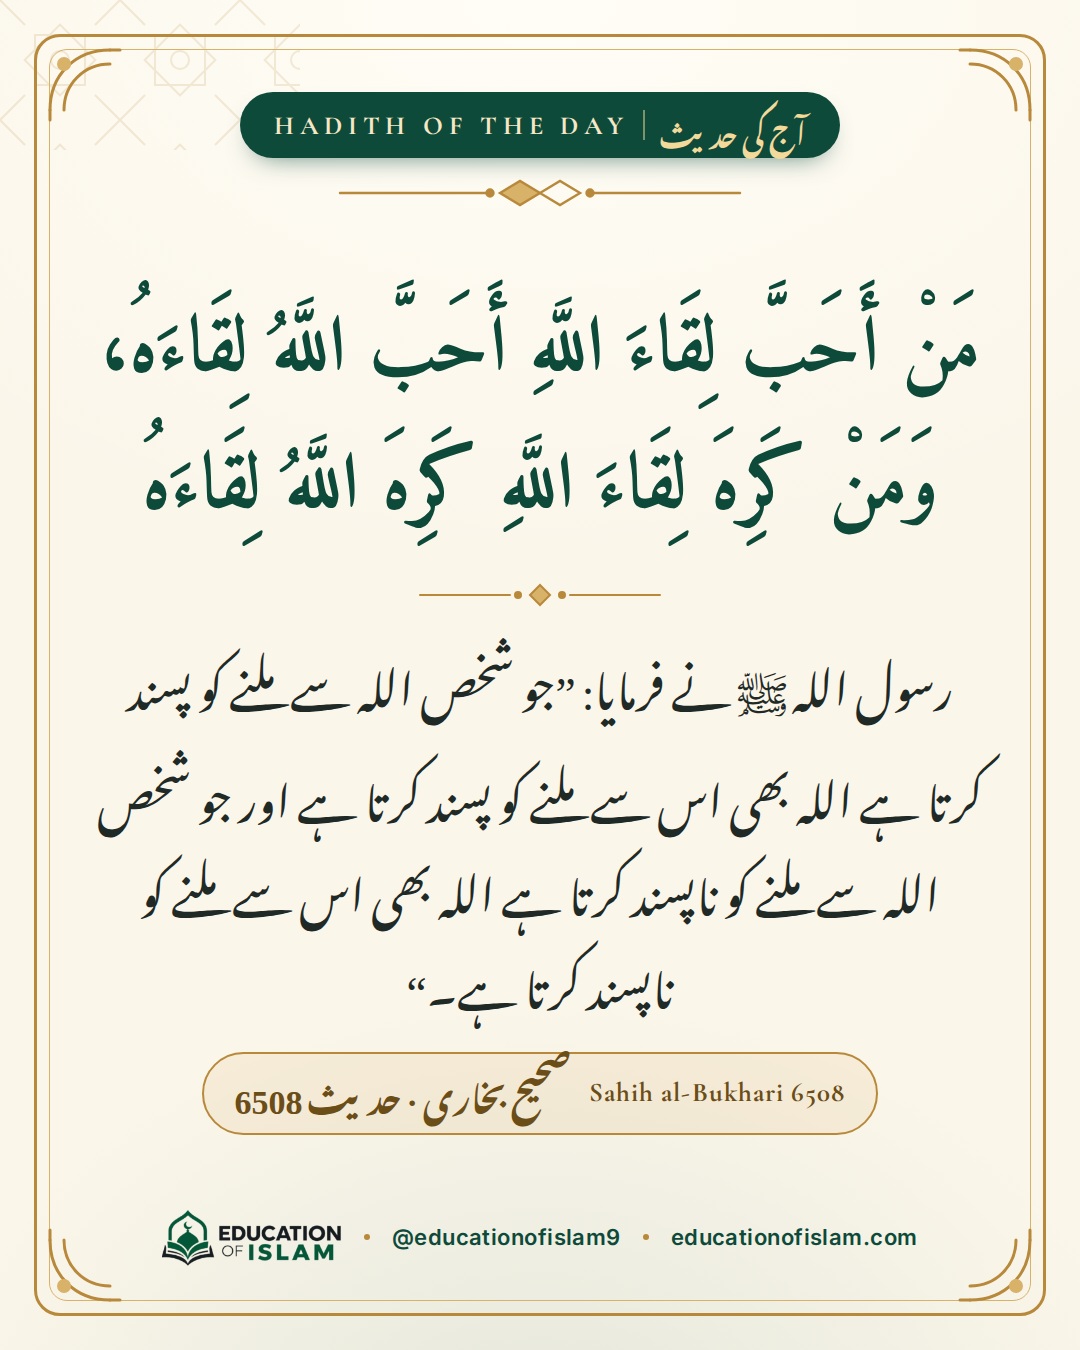 HADITH OF THE DAY | آج کی حدیث
مَنْ أَحَبَّ لِقَاءَ اللَّهِ أَحَبَّ اللَّهُ لِقَاءَهُ،
وَمَنْ كَرِهَ لِقَاءَ اللَّهِ كَرِهَ اللَّهُ لِقَاءَهُ
رسول اللہ ﷺ نے فرمایا: ”جو شخص اللہ سے ملنے کو پسند
کرتا ہے اللہ بھی اس سے ملنے کو پسند کرتا ہے اور جو شخص
اللہ سے ملنے کو ناپسند کرتا ہے اللہ بھی اس سے ملنے کو
ناپسند کرتا ہے۔“
صحیح بخاری · حدیث 6508 Sahih al-Bukhari 6508
EDUCATION
OF ISLAM
@educationofislam9 • educationofislam.com